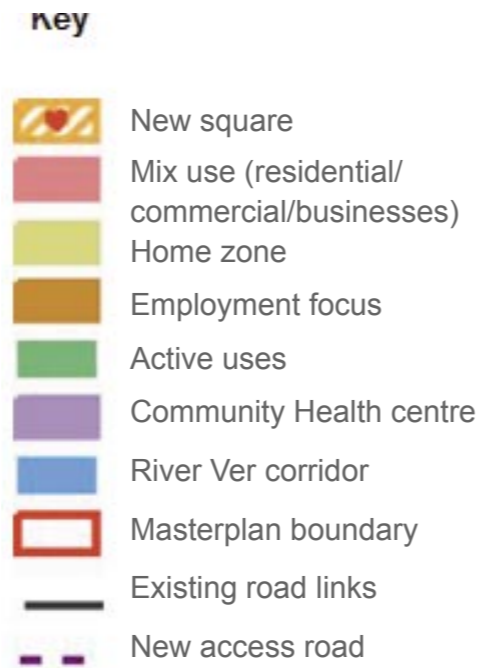 Key
New square
Mix use (residential/
commercial/businesses)
Home zone
Employment focus
Active uses
Community Health centre
River Ver corridor
Masterplan boundary
Existing road links
New access road